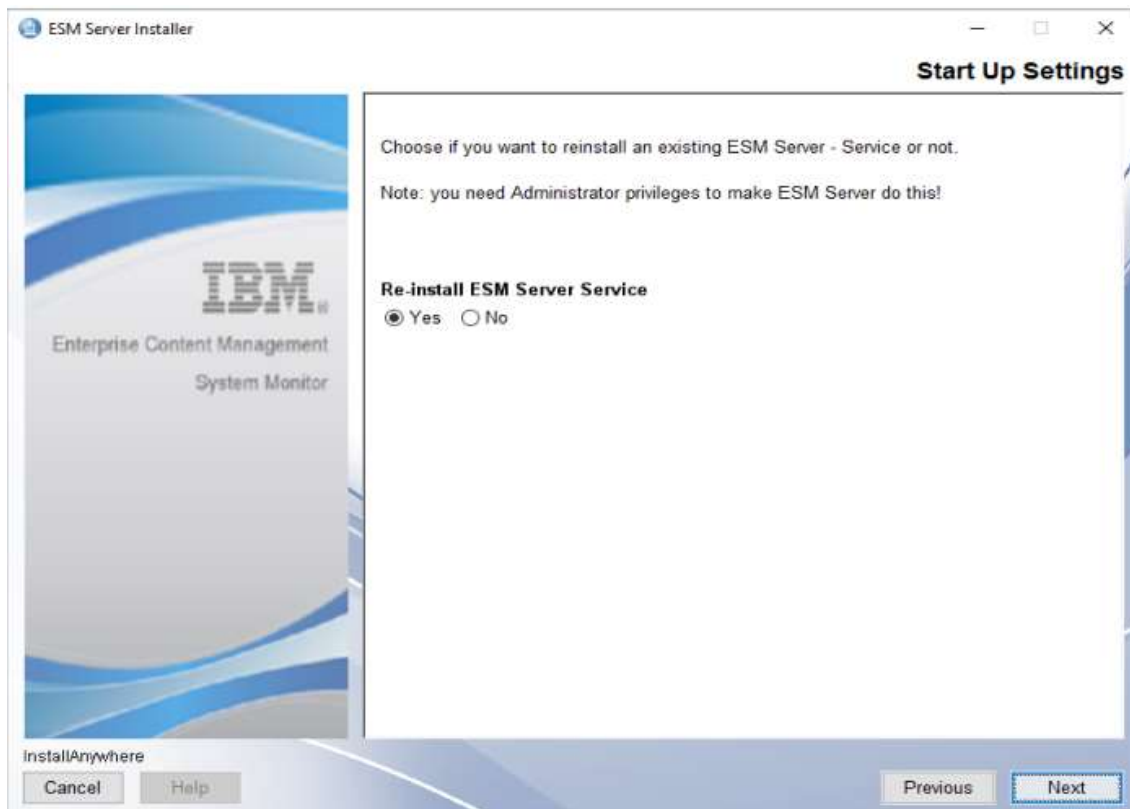 ESM Server Installer
Start Up Settings
Choose if you want to reinstall an existing ESM Server - Service or not.
Note: you need Administrator privileges to make ESM Server do this!
IBM®
Enterprise Content Management
System Monitor
Re-install ESM Server Service
Yes No
InstallAnywhere
Cancel Help Previous Next